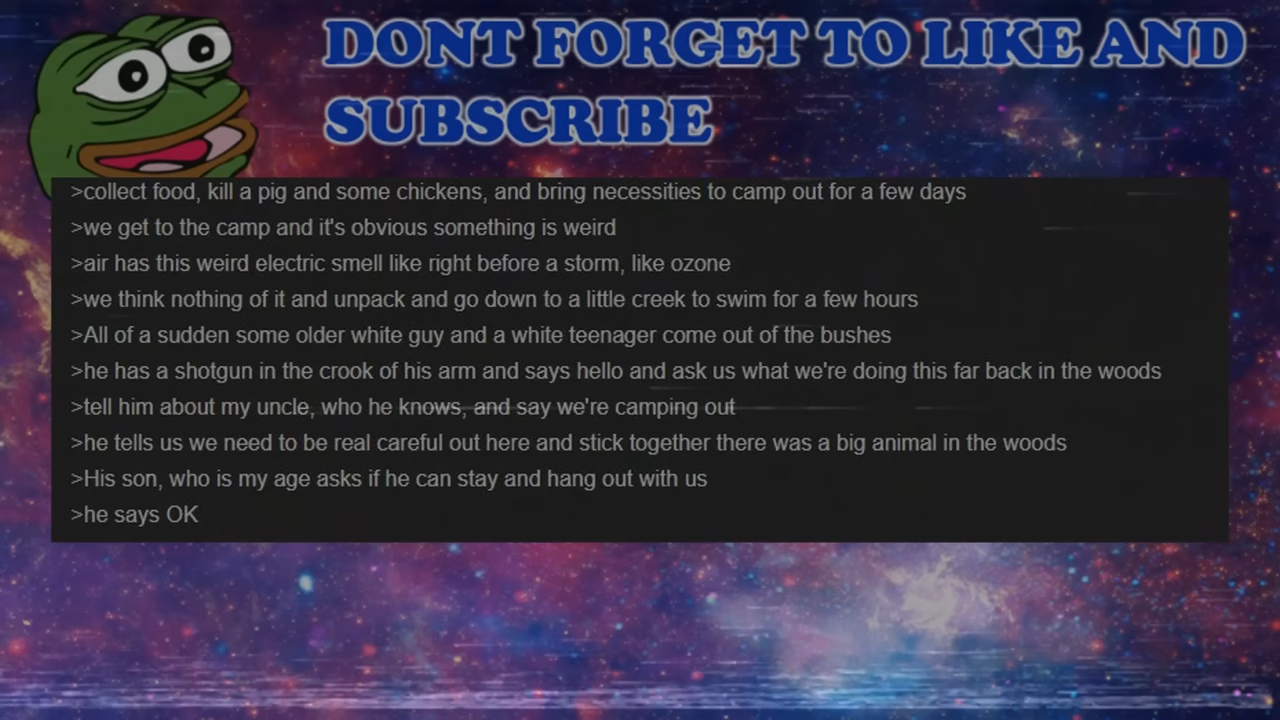 DONT FORGET TO LIKE AND
SUBSCRIBE
>collect food, kill a pig and some chickens, and bring necessities to camp out for a few days
>we get to the camp and it's obvious something is weird
>air has this weird electric smell like right before a storm, like ozone
>we think nothing of it and unpack and go down to a little creek to swim for a few hours
>All of a sudden some older white guy and a white teenager come out of the bushes
>he has a shotgun in the crook of his arm and says hello and ask us what we're doing this far back in the woods
>tell him about my uncle, who he knows, and say we're camping out
>he tells us we need to be real careful out here and stick together there was a big animal in the woods
>His son, who is my age asks if he can stay and hang out with us
>he says OK